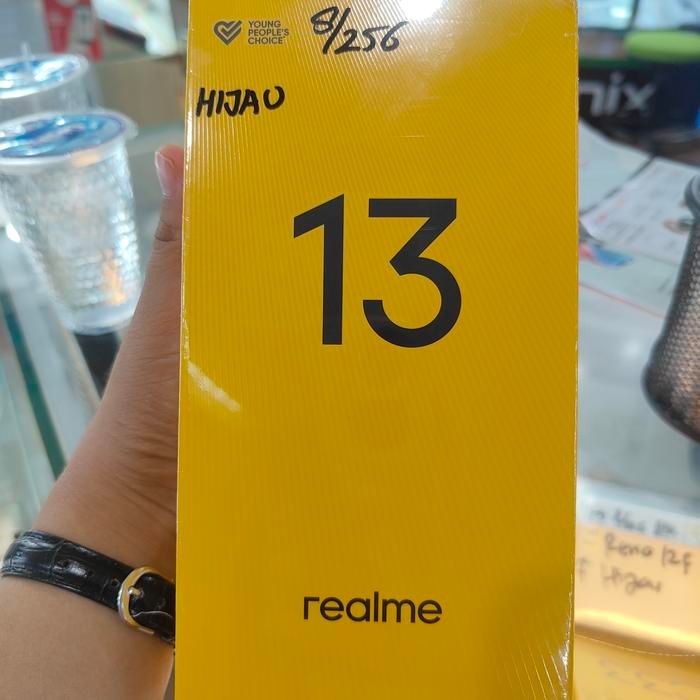 YOUNG
PEOPLE'S
CHOICE
8/256
HIJAU
13
realme
nix
Reno 12F
Hijau